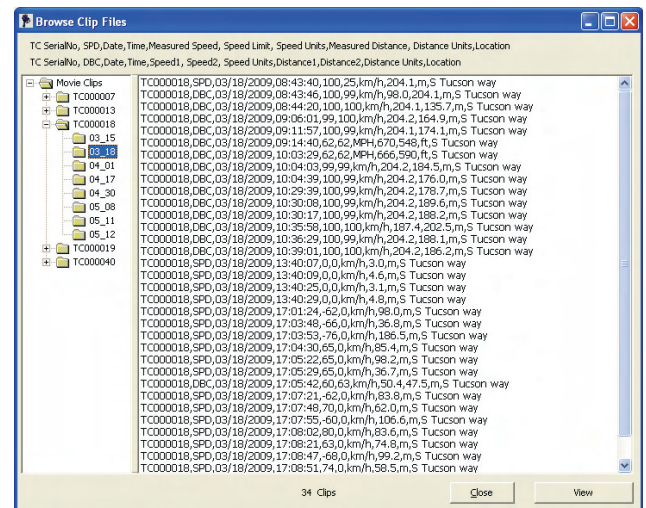 Browse Clip Files
TC SerialNo, SPD,Date,Time,Measured Speed, Speed Limit, Speed Units,Measured Distance, Distance Units,Location
TC SerialNo, DBC,Date,Time,Speed1, Speed2, Speed Units,Distance1,Distance2,Distance Units,Location
Movie Clips
TC000007
TC000013
TC000018
03_15
03_18
04_01
04_17
04_30
05_08
05_11
05_12
TC000019
TC000040
TC000018,SPD,03/18/2009,08:43:40,100,25,km/h,204.1,m,S Tucson way
TC000018,DBC,03/18/2009,08:43:46,100,99,km/h,98.0,204.1,m,S Tucson way
TC000018,DBC,03/18/2009,08:44:20,100,100,km/h,204.1,135.7,m,S Tucson way
TC000018,DBC,03/18/2009,09:06:01,99,100,km/h,204.2,164.9,m,S Tucson way
TC000018,DBC,03/18/2009,09:11:57,100,99,km/h,204.1,174.1,m,S Tucson way
TC000018,DBC,03/18/2009,09:14:40,62,62,MPH,670,548,ft,S Tucson way
TC000018,DBC,03/18/2009,10:03:29,62,62,MPH,666,590,ft,S Tucson way
TC000018,DBC,03/18/2009,10:04:03,99,99,km/h,204.2,184.5,m,S Tucson way
TC000018,DBC,03/18/2009,10:04:39,100,99,km/h,204.2,176.0,m,S Tucson way
TC000018,DBC,03/18/2009,10:29:39,100,99,km/h,204.2,178.7,m,S Tucson way
TC000018,DBC,03/18/2009,10:30:08,100,99,km/h,204.2,189.6,m,S Tucson way
TC000018,DBC,03/18/2009,10:30:17,100,99,km/h,204.2,188.2,m,S Tucson way
TC000018,DBC,03/18/2009,10:35:58,100,100,km/h,187.4,202.5,m,S Tucson way
TC000018,DBC,03/18/2009,10:36:29,100,99,km/h,204.2,188.1,m,S Tucson way
TC000018,DBC,03/18/2009,10:39:01,100,100,km/h,204.2,186.2,m,S Tucson way
TC000018,SPD,03/18/2009,13:40:07,0,0,km/h,3.0,m,S Tucson way
TC000018,SPD,03/18/2009,13:40:09,0,0,km/h,4.6,m,S Tucson way
TC000018,SPD,03/18/2009,13:40:25,0,0,km/h,3.1,m,S Tucson way
TC000018,SPD,03/18/2009,13:40:29,0,0,km/h,4.8,m,S Tucson way
TC000018,SPD,03/18/2009,17:01:24,-62,0,km/h,98.0,m,S Tucson way
TC000018,SPD,03/18/2009,17:03:48,-66,0,km/h,36.8,m,S Tucson way
TC000018,SPD,03/18/2009,17:03:53,-76,0,km/h,186.5,m,S Tucson way
TC000018,SPD,03/18/2009,17:04:30,65,0,km/h,85.4,m,S Tucson way
TC000018,SPD,03/18/2009,17:05:22,65,0,km/h,98.2,m,S Tucson way
TC000018,SPD,03/18/2009,17:05:29,65,0,km/h,36.7,m,S Tucson way
TC000018,DBC,03/18/2009,17:05:42,60,63,km/h,50.4,47.5,m,S Tucson way
TC000018,SPD,03/18/2009,17:07:21,-62,0,km/h,83.8,m,S Tucson way
TC000018,SPD,03/18/2009,17:07:48,70,0,km/h,62.0,m,S Tucson way
TC000018,SPD,03/18/2009,17:07:55,-60,0,km/h,106.6,m,S Tucson way
TC000018,SPD,03/18/2009,17:08:02,80,0,km/h,83.6,m,S Tucson way
TC000018,SPD,03/18/2009,17:08:21,63,0,km/h,74.8,m,S Tucson way
TC000018,SPD,03/18/2009,17:08:47,-68,0,km/h,99.2,m,S Tucson way
TC000018,SPD,03/18/2009,17:08:51,74,0,km/h,58.5,m,S Tucson way
34 Clips
Close
View